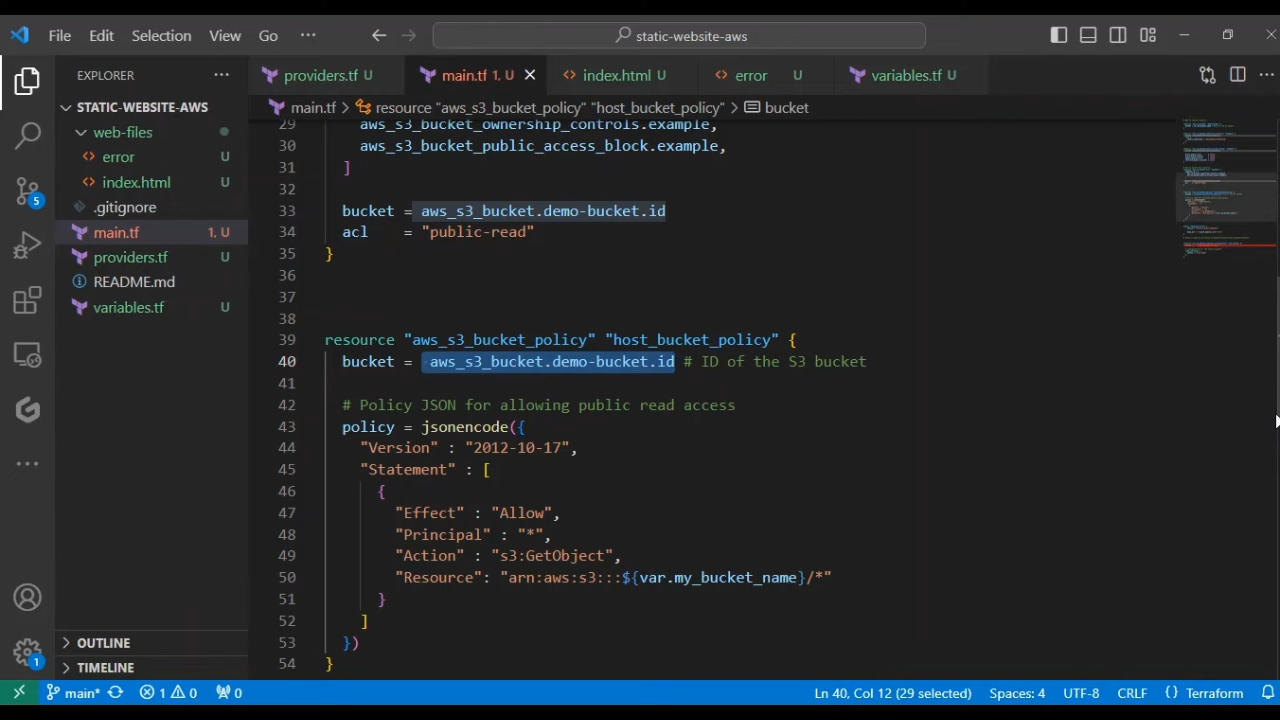 File Edit Selection View Go ··· static-website-aws
EXPLORER ···
providers.tf U
main.tf 1, U
index.html U
error U
variables.tf U
STATIC-WEBSITE-AWS
main.tf > resource "aws_s3_bucket_policy" "host_bucket_policy" > bucket
web-files
error U
index.html U
.gitignore
main.tf 1, U
providers.tf U
README.md
variables.tf U
5
29 aws_s3_bucket_ownership_controls.example,
30 aws_s3_bucket_public_access_block.example,
31 ]
32
33 bucket = aws_s3_bucket.demo-bucket.id
34 acl    = "public-read"
35 }
36
37
38
39 resource "aws_s3_bucket_policy" "host_bucket_policy" {
40 bucket =  aws_s3_bucket.demo-bucket.id # ID of the S3 bucket
41
42 # Policy JSON for allowing public read access
43 policy = jsonencode({
44 "Version" : "2012-10-17",
45 "Statement" : [
46 {
47 "Effect" : "Allow",
48 "Principal" : "*",
49 "Action" : "s3:GetObject",
50 "Resource": "arn:aws:s3:::${var.my_bucket_name}/*"
51 }
52 ]
53 })
54 }
OUTLINE
TIMELINE
1
main* 1 0 0 Ln 40, Col 12 (29 selected) Spaces: 4 UTF-8 CRLF {} Terraform